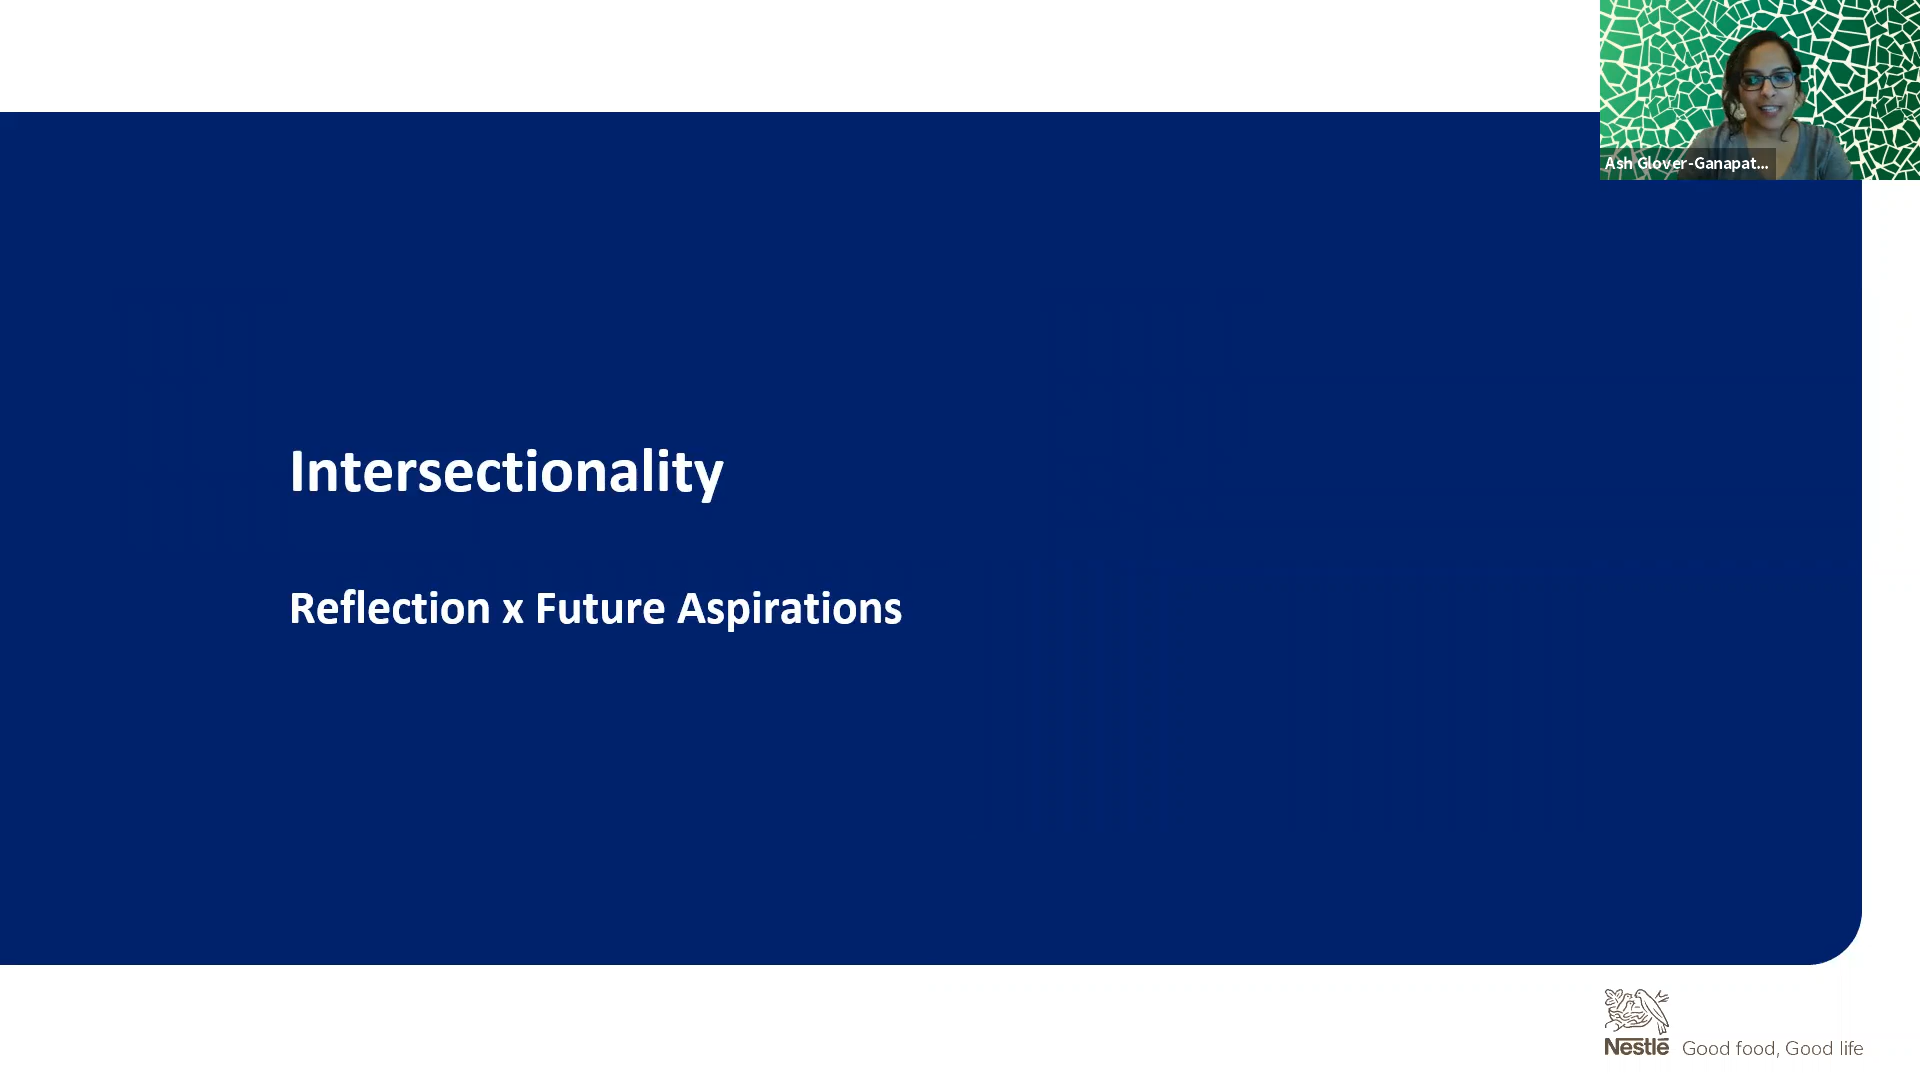 Ash Glover-Ganapat...
Intersectionality
Reflection x Future Aspirations
Nestlé Good food, Good life